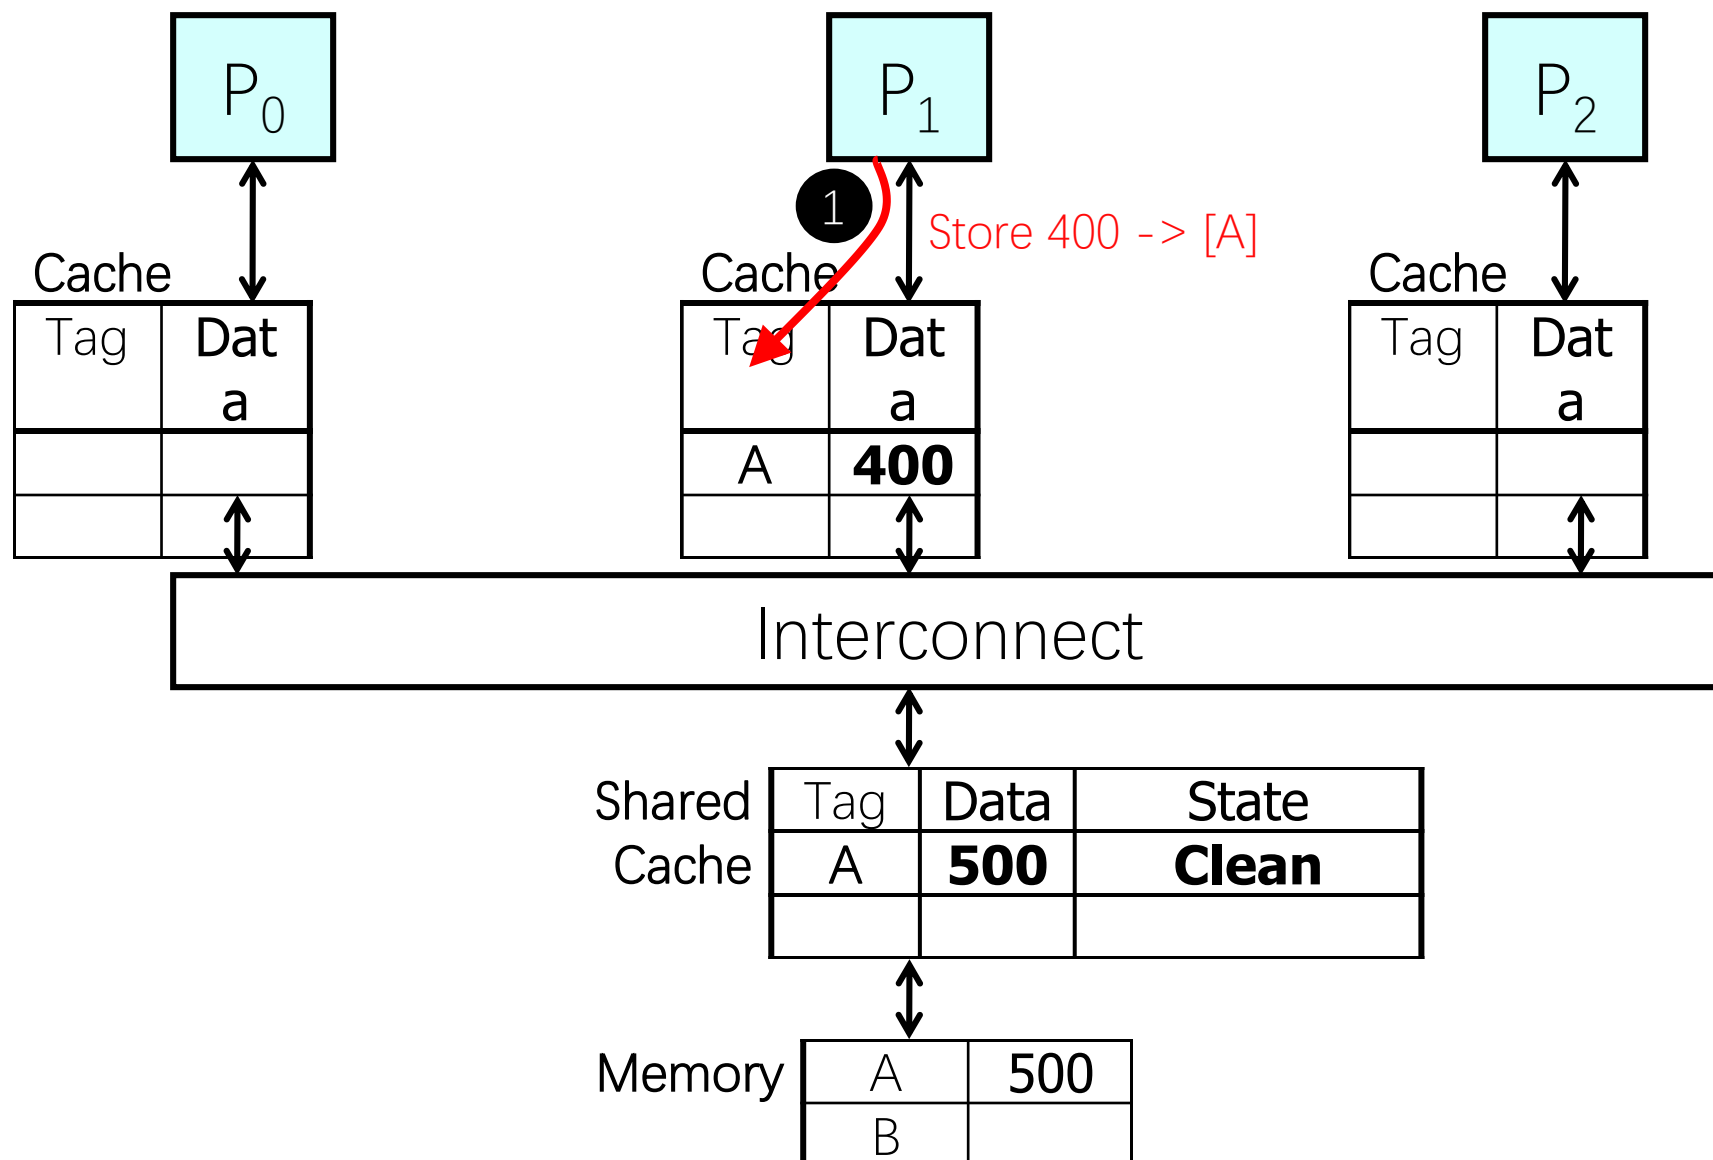 P0
P1
P2
1
Store 400 -> [A]
Cache
Cache
Cache
Tag
Dat
a
Tag
Dat
a
Tag
Dat
a
A
400
Interconnect
Shared
Cache
Tag
Data
State
A
500
Clean
Memory
A
500
B